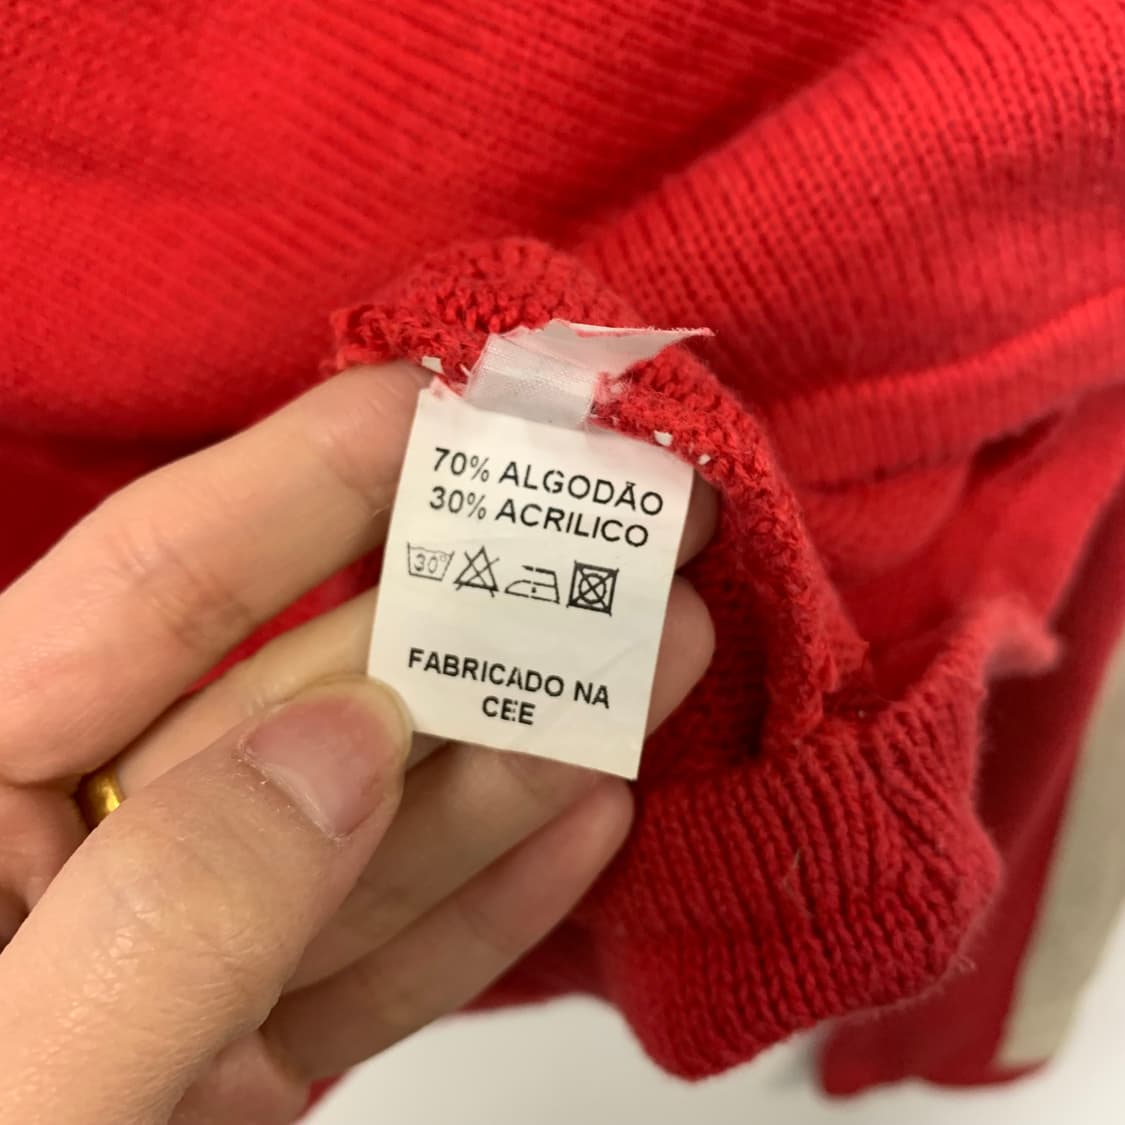 70% ALGODÃO
30% ACRILICO
30°
FABRICADO NA
CEE